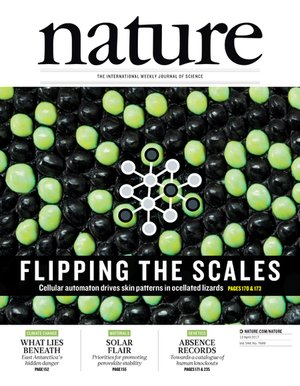 nature
THE INTERNATIONAL WEEKLY JOURNAL OF SCIENCE
FLIPPING THE SCALES
Cellular automaton drives skin patterns in ocellated lizards PAGES 170 & 173
CLIMATE CHANGE
WHAT LIES
BENEATH
East Antarctica's
hidden danger
PAGE 152
MATERIALS
SOLAR
FLAIR
Priorities for promoting
perovskite stability
PAGE 155
GENETICS
ABSENCE
RECORDS
Towards a catalogue of
human knockouts
PAGES 171 & 235
NATURE.COM/NATURE
13 April 2017